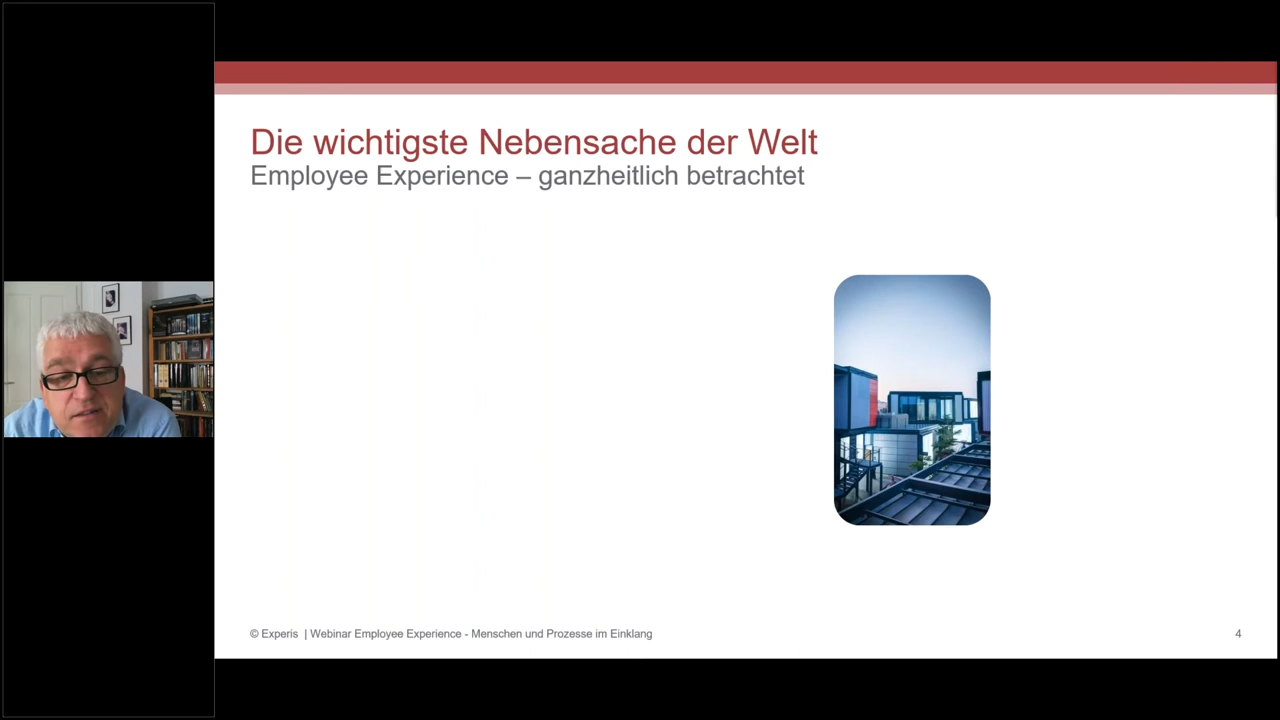 Die wichtigste Nebensache der Welt
Employee Experience – ganzheitlich betrachtet
© Experis | Webinar Employee Experience - Menschen und Prozesse im Einklang
4